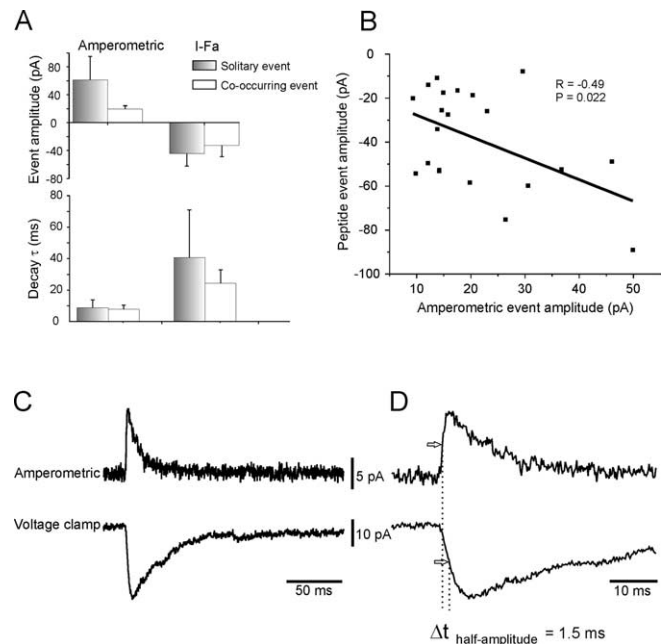 A
B
Amperometric
I-Fa
Solitary event
Co-occurring event
Event amplitude (pA)
80
40
0
-40
-80
Decay τ (ms)
80
60
40
20
0
Peptide event amplitude (pA)
0
-20
-40
-60
-80
-100
R = -0.49
P = 0.022
10
20
30
40
50
Amperometric event amplitude (pA)
C
D
Amperometric
5 pA
Voltage clamp
10 pA
50 ms
10 ms
Δt half-amplitude = 1.5 ms